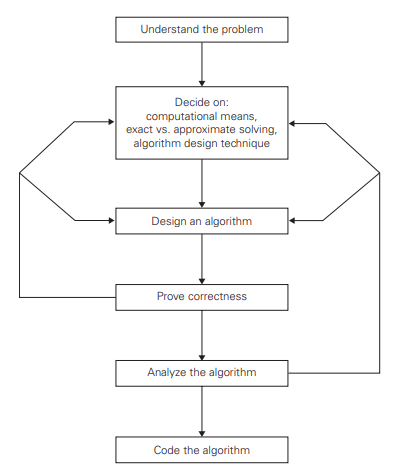 Understand the problem
Decide on:
computational means,
exact vs. approximate solving,
algorithm design technique
Design an algorithm
Prove correctness
Analyze the algorithm
Code the algorithm